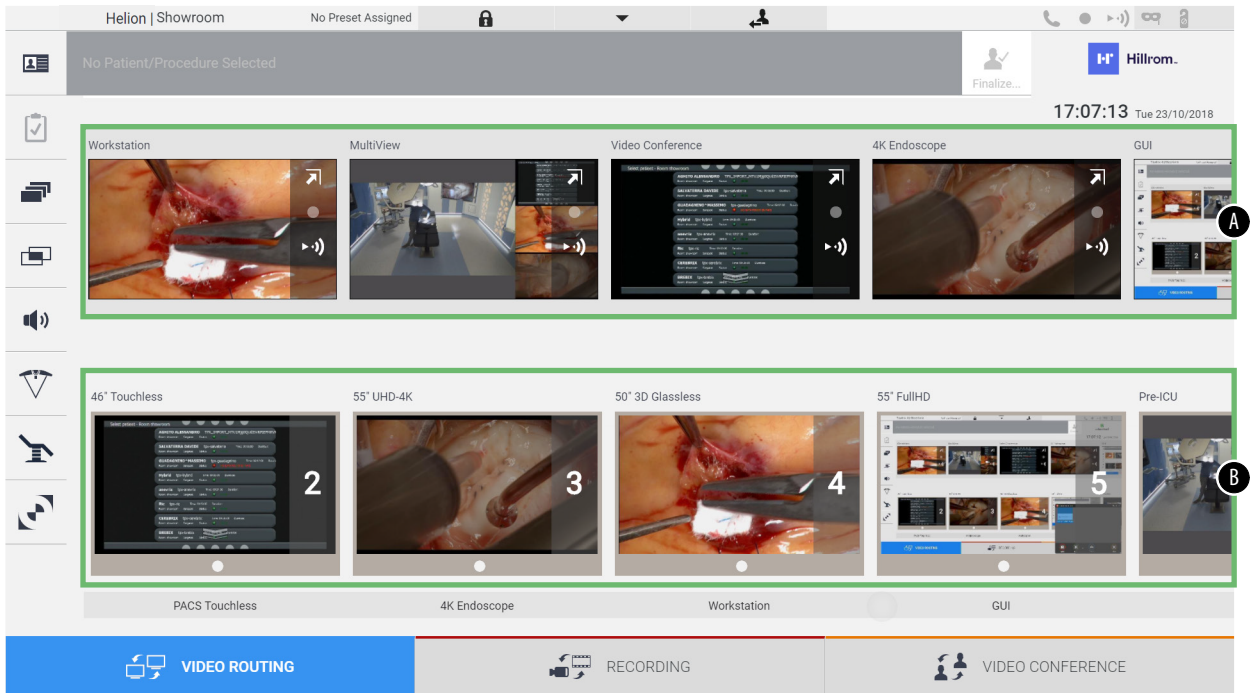 Helion | Showroom
No Preset Assigned
No Patient/Procedure Selected
Finalize...
Hillrom™
17:07:13 Tue 23/10/2018
Workstation
MultiView
Video Conference
4K Endoscope
GUI
A
46" Touchless
55" UHD-4K
50" 3D Glassless
55" FullHD
Pre-ICU
2
3
4
5
B
PACS Touchless
4K Endoscope
Workstation
GUI
VIDEO ROUTING
RECORDING
VIDEO CONFERENCE